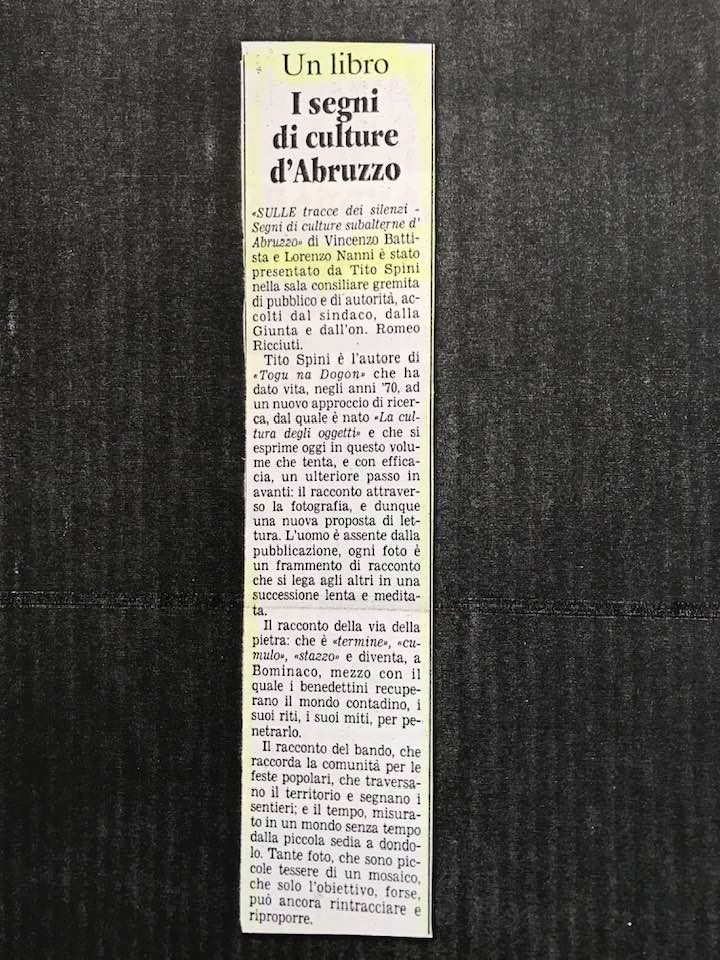 Un libro
I segni
di culture
d'Abruzzo
«SULLE tracce dei silenzi -
Segni di culture subalterne d'
Abruzzo» di Vincenzo Batti-
sta e Lorenzo Nanni è stato
presentato da Tito Spini
nella sala consiliare gremita
di pubblico e di autorità, ac-
colti dal sindaco, dalla
Giunta e dall'on. Romeo
Ricciuti.
Tito Spini è l'autore di
«Togu na Dogon» che ha
dato vita, negli anni '70, ad
un nuovo approccio di ricer-
ca, dal quale è nato «La cul-
tura degli oggetti» e che si
esprime oggi in questo volu-
me che tenta, e con effica-
cia, un ulteriore passo in
avanti: il racconto attraver-
so la fotografia, e dunque
una nuova proposta di let-
tura. L'uomo è assente dalla
pubblicazione, ogni foto è
un frammento di racconto
che si lega agli altri in una
successione lenta e medita-
ta.
Il racconto della via della
pietra: che è «termine», «cu-
mulo», «stazzo» e diventa, a
Bominaco, mezzo con il
quale i benedettini recupe-
rano il mondo contadino, i
suoi riti, i suoi miti, per pe-
netrarlo.
Il racconto del bando, che
raccorda la comunità per le
feste popolari, che traversa-
no il territorio e segnano i
sentieri; e il tempo, misura-
to in un mondo senza tempo
dalla piccola sedia a dondo-
lo. Tante foto, che sono pic-
cole tessere di un mosaico,
che solo l'obiettivo, forse,
può ancora rintracciare e
riproporre.